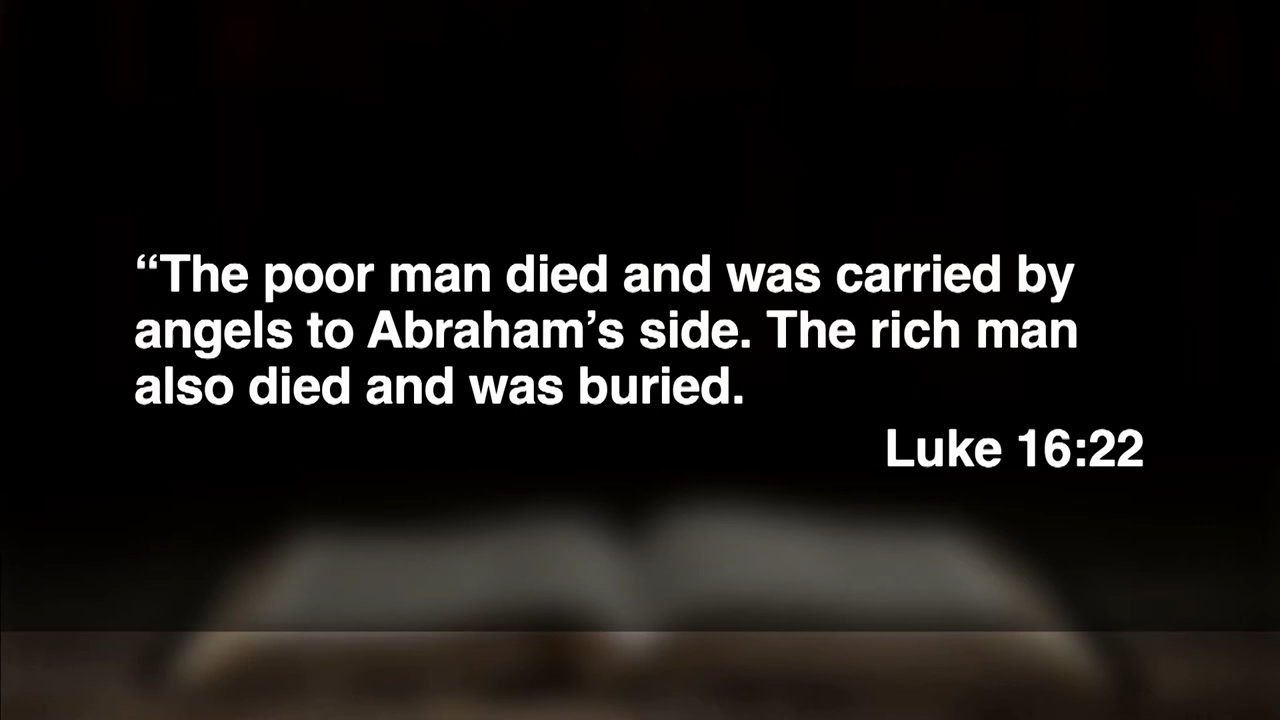 “The poor man died and was carried by
angels to Abraham’s side. The rich man
also died and was buried.
Luke 16:22